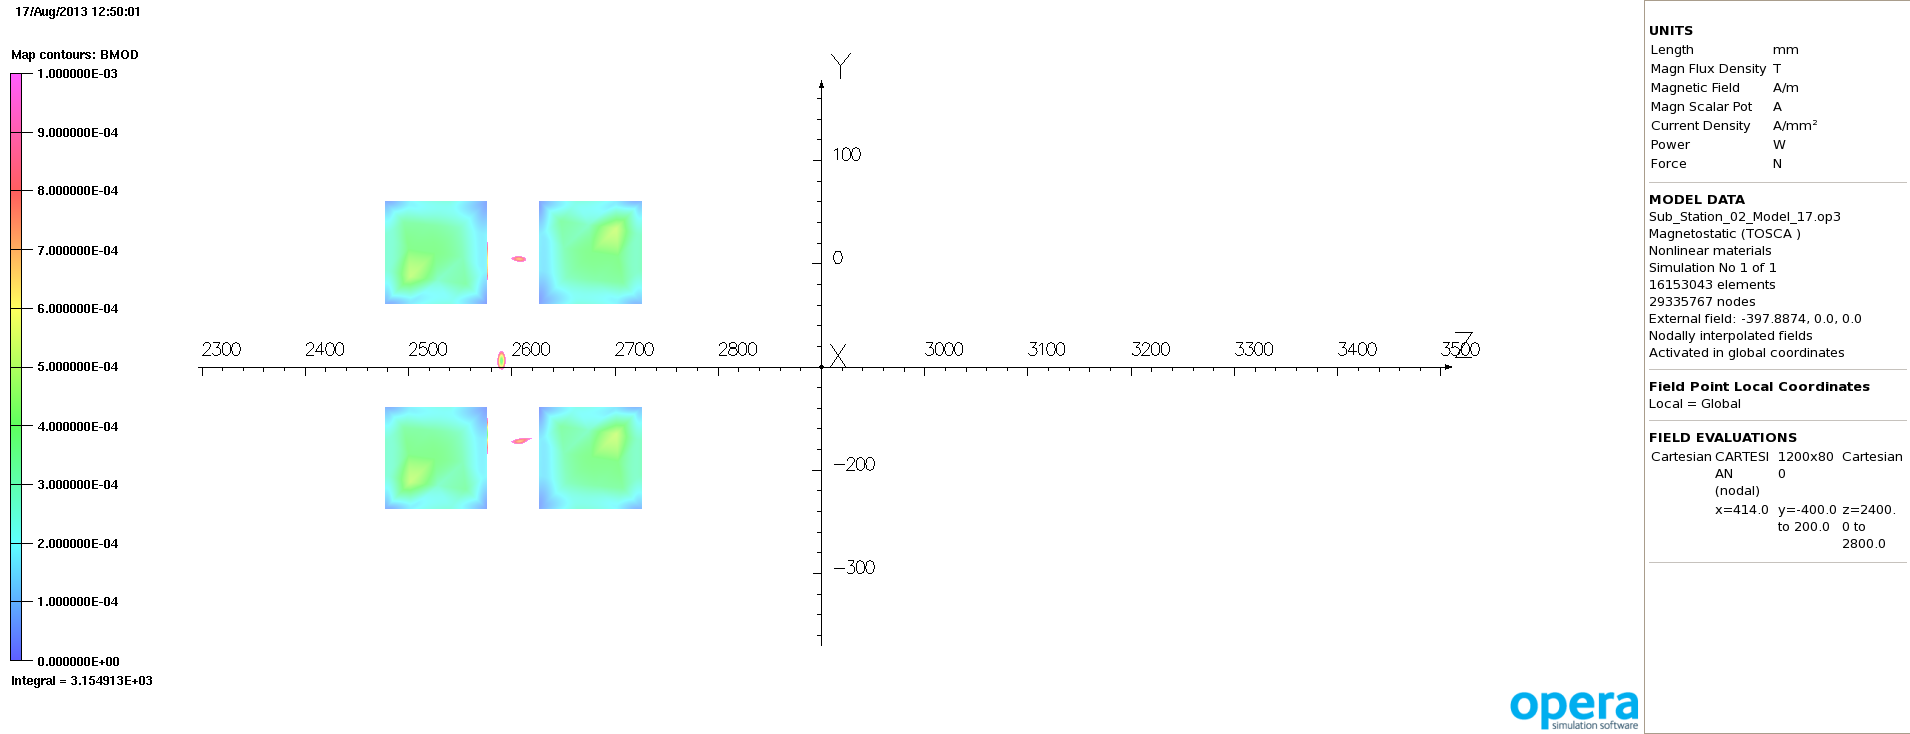 17/Aug/2013 12:50:01
Map contours: BMOD
1.000000E-03
9.000000E-04
8.000000E-04
7.000000E-04
6.000000E-04
5.000000E-04
4.000000E-04
3.000000E-04
2.000000E-04
1.000000E-04
0.000000E+00
Integral = 3.154913E+03
Y
100
0
2300 2400 2500 2600 2700 2800 X 3000 3100 3200 3300 3400 3500 Z
-200
-300
opera
simulation software
UNITS
Length mm
Magn Flux Density T
Magnetic Field A/m
Magn Scalar Pot A
Current Density A/mm²
Power W
Force N
MODEL DATA
Sub_Station_02_Model_17.op3
Magnetostatic (TOSCA )
Nonlinear materials
Simulation No 1 of 1
16153043 elements
29335767 nodes
External field: -397.8874, 0.0, 0.0
Nodally interpolated fields
Activated in global coordinates
Field Point Local Coordinates
Local = Global
FIELD EVALUATIONS
Cartesian CARTESI 1200x80 Cartesian
AN 0
(nodal)
x=414.0 y=-400.0 z=2400.
to 200.0 0 to
2800.0